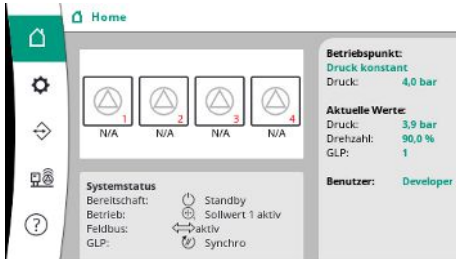 Home
1 2 3 4
N/A N/A N/A N/A
Systemstatus
Bereitschaft: Standby
Betrieb: Sollwert 1 aktiv
Feldbus: aktiv
GLP: Synchro
Betriebspunkt:
Druck konstant
Druck: 4,0 bar
Aktuelle Werte:
Druck: 3,9 bar
Drehzahl: 90,0 %
GLP: 1
Benutzer: Developer
?